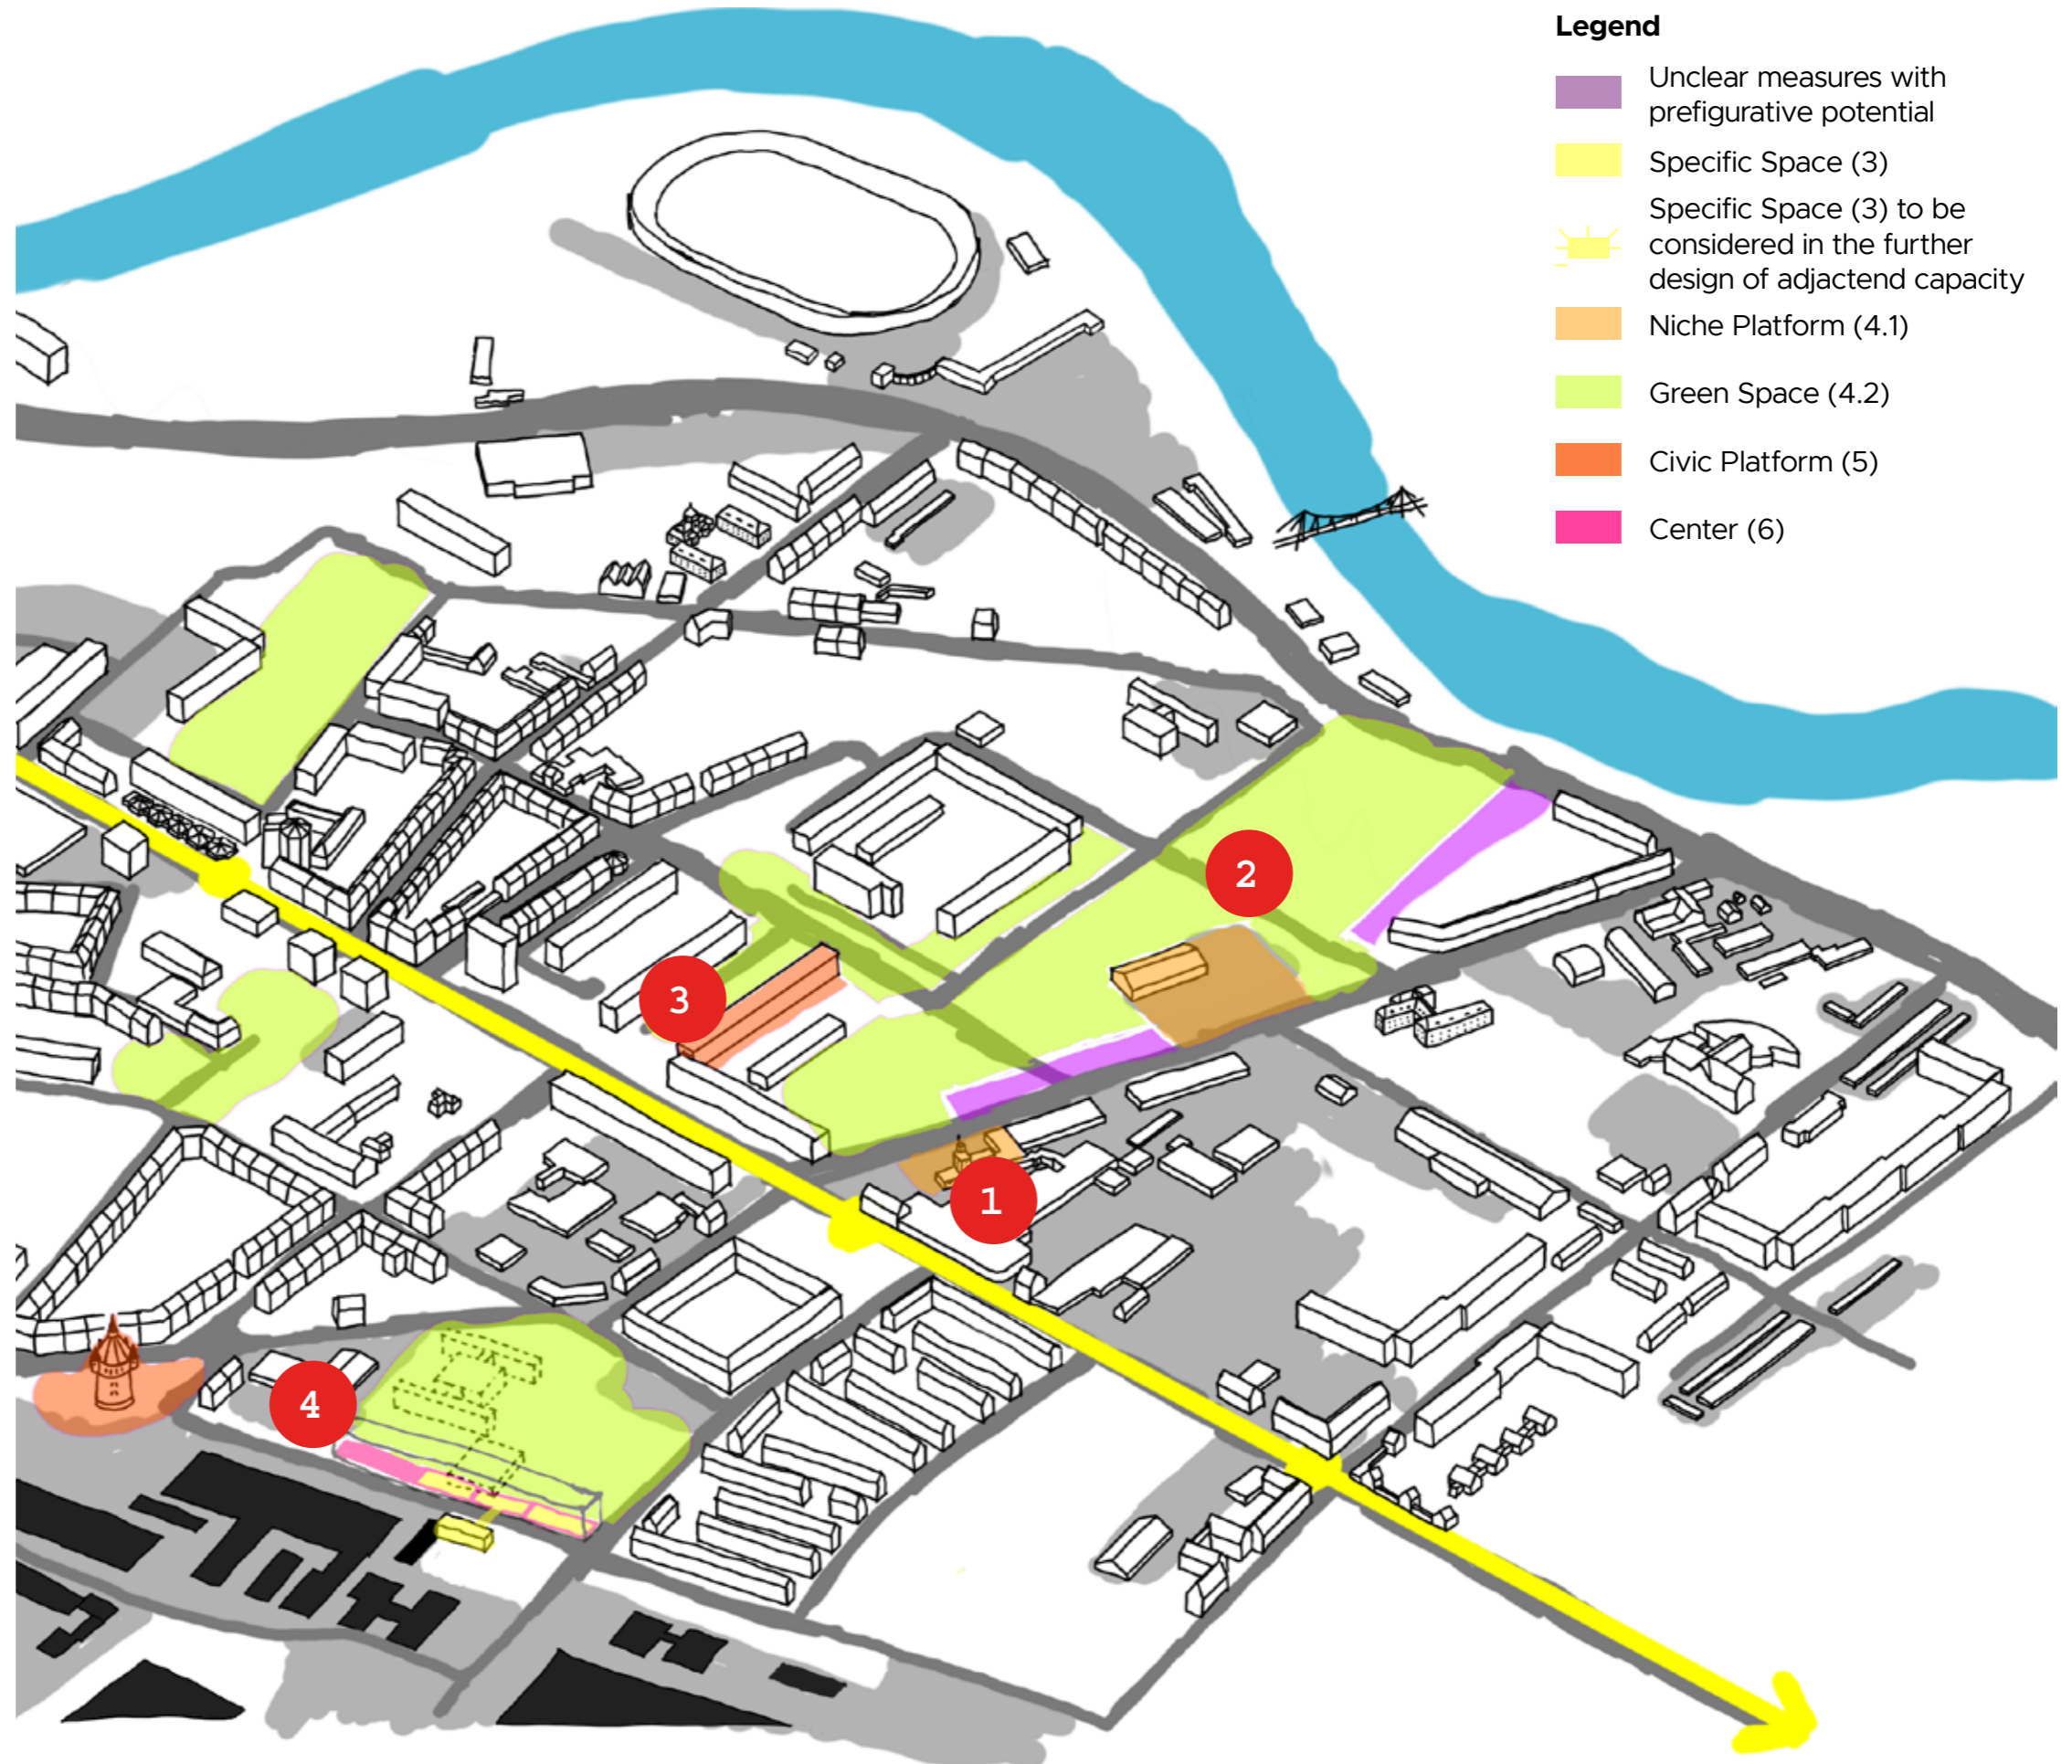 Legend
Unclear measures with
prefigurative potential
Specific Space (3)
Specific Space (3) to be
considered in the further
design of adjactend capacity
Niche Platform (4.1)
Green Space (4.2)
Civic Platform (5)
Center (6)
2
3
1
4